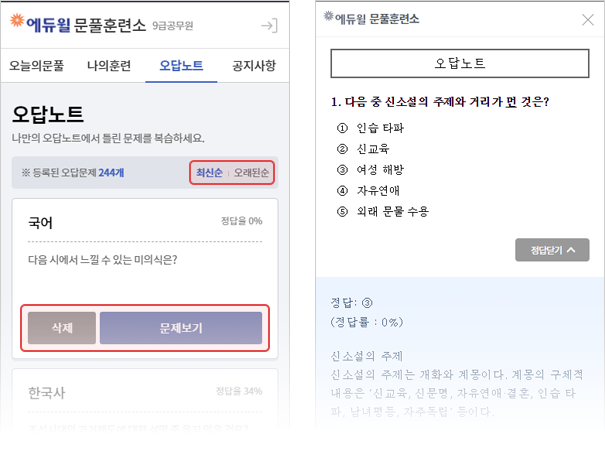 에듀윌 문풀훈련소 9급공무원
오늘의문풀 나의훈련 오답노트 공지사항
오답노트
나만의 오답노트에서 틀린 문제를 복습하세요.
※ 등록된 오답문제 244개 최신순 | 오래된순
국어 정답율 0%
다음 시에서 느낄 수 있는 미의식은?
삭제 문제보기
한국사 정답율 34%
에듀윌 문풀훈련소
오답노트
1. 다음 중 신소설의 주제와 거리가 먼 것은?
① 인습 타파
② 신교육
③ 여성 해방
④ 자유연애
⑤ 외래 문물 수용
정답닫기
정답: ③
(정답률 : 0%)
신소설의 주제
신소설의 주제는 개화와 계몽이다. 계몽의 구체적
내용은 '신교육, 신문명, 자유연애·결혼, 인습 타
파, 남녀평등, 자주독립' 등이다.